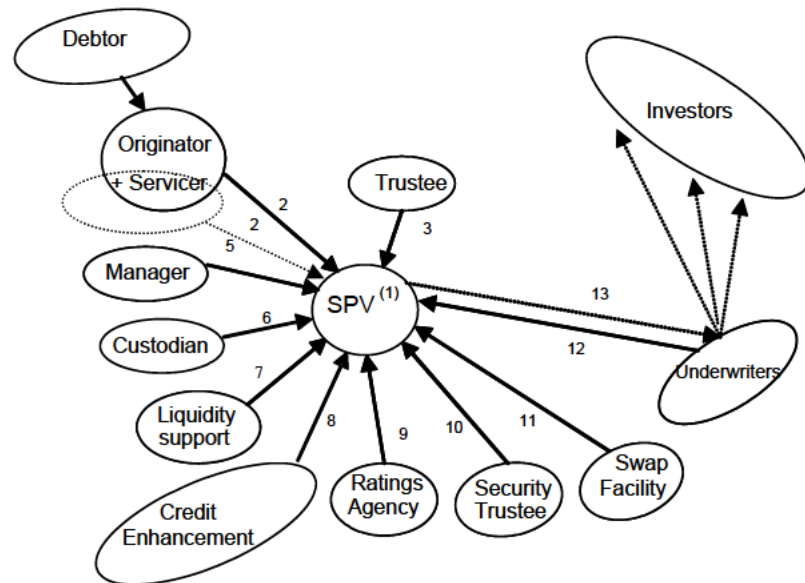 Debtor
Originator
+ Servicer
Investors
Trustee
2
2
3
5
Manager
SPV (1)
13
12
6
Custodian
Underwriters
7
Liquidity
support
8
9
10
11
Credit
Enhancement
Ratings
Agency
Security
Trustee
Swap
Facility